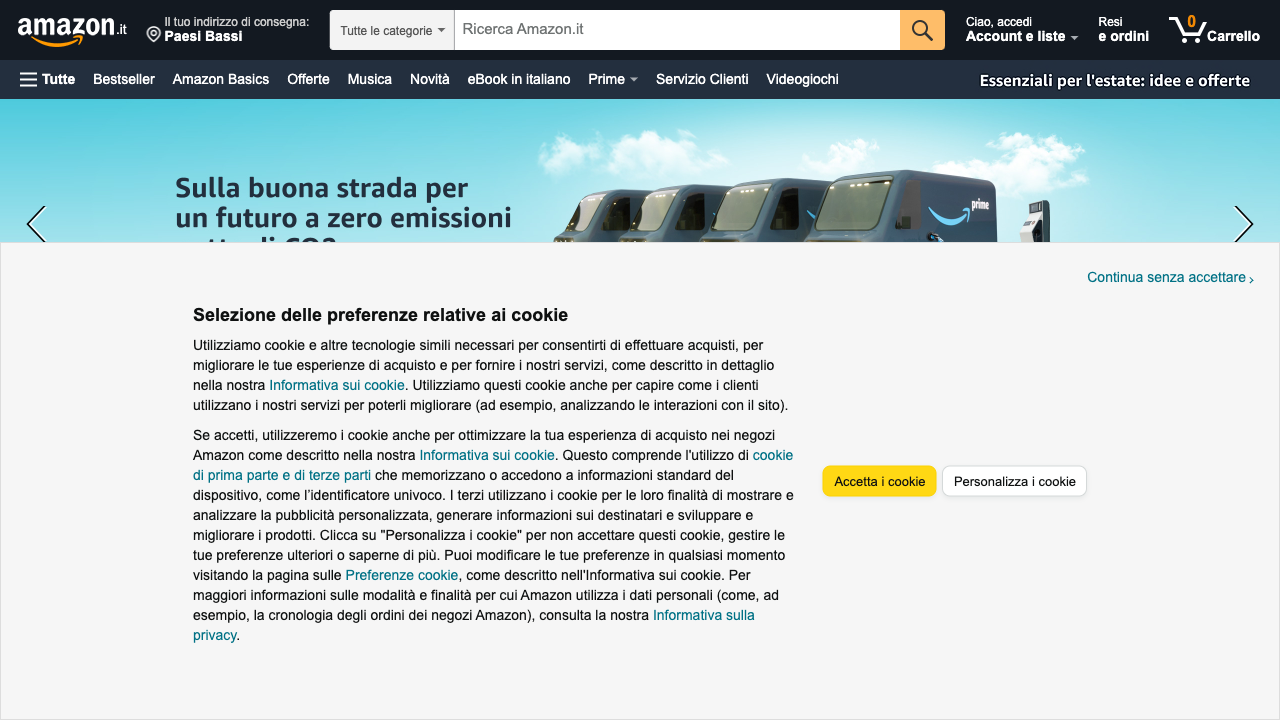 amazon.it
Il tuo indirizzo di consegna:
Paesi Bassi
Tutte le categorie
Ricerca Amazon.it
Ciao, accedi
Account e liste
Resi
e ordini
0
Carrello
Tutte
Bestseller
Amazon Basics
Offerte
Musica
Novità
eBook in italiano
Prime
Servizio Clienti
Videogiochi
Essenziali per l'estate: idee e offerte
Sulla buona strada per
un futuro a zero emissioni
prime
Continua senza accettare ›
Selezione delle preferenze relative ai cookie
Utilizziamo cookie e altre tecnologie simili necessari per consentirti di effettuare acquisti, per
migliorare le tue esperienze di acquisto e per fornire i nostri servizi, come descritto in dettaglio
nella nostra Informativa sui cookie. Utilizziamo questi cookie anche per capire come i clienti
utilizzano i nostri servizi per poterli migliorare (ad esempio, analizzando le interazioni con il sito).
Se accetti, utilizzeremo i cookie anche per ottimizzare la tua esperienza di acquisto nei negozi
Amazon come descritto nella nostra Informativa sui cookie. Questo comprende l'utilizzo di cookie
di prima parte e di terze parti che memorizzano o accedono a informazioni standard del
dispositivo, come l’identificatore univoco. I terzi utilizzano i cookie per le loro finalità di mostrare e
analizzare la pubblicità personalizzata, generare informazioni sui destinatari e sviluppare e
migliorare i prodotti. Clicca su "Personalizza i cookie" per non accettare questi cookie, gestire le
tue preferenze ulteriori o saperne di più. Puoi modificare le tue preferenze in qualsiasi momento
visitando la pagina sulle Preferenze cookie, come descritto nell'Informativa sui cookie. Per
maggiori informazioni sulle modalità e finalità per cui Amazon utilizza i dati personali (come, ad
esempio, la cronologia degli ordini dei negozi Amazon), consulta la nostra Informativa sulla
privacy.
Accetta i cookie
Personalizza i cookie